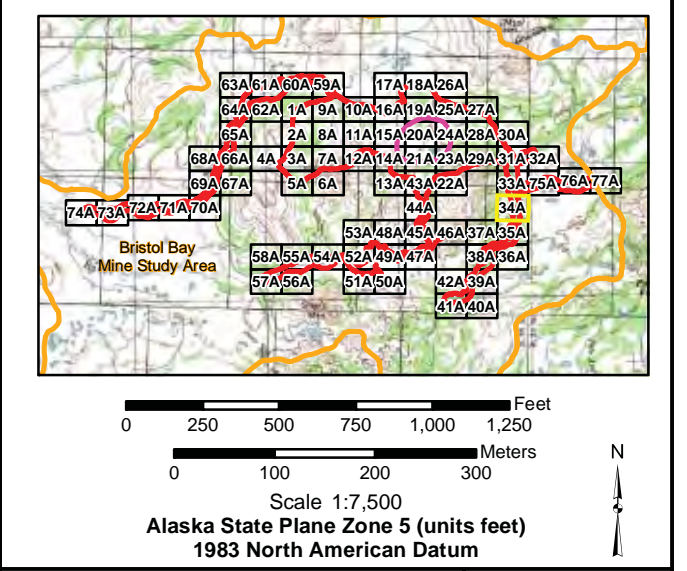 63A 61A 60A 59A 17A 18A 26A
64A 62A 1A 9A 10A 16A 19A 25A 27A
65A 2A 8A 11A 15A 20A 24A 28A 30A
68A 66A 4A 3A 7A 12A 14A 21A 23A 29A 31A 32A
69A 67A 5A 6A 13A 43A 22A 33A 75A 76A 77A
74A 73A 72A 71A 70A 44A 34A
53A 48A 45A 46A 37A 35A
Bristol Bay
Mine Study Area
58A 55A 54A 52A 49A 47A 38A 36A
57A 56A 51A 50A 42A 39A
41A 40A
Feet
0 250 500 750 1,000 1,250
Meters
0 100 200 300
N
Scale 1:7,500
Alaska State Plane Zone 5 (units feet)
1983 North American Datum